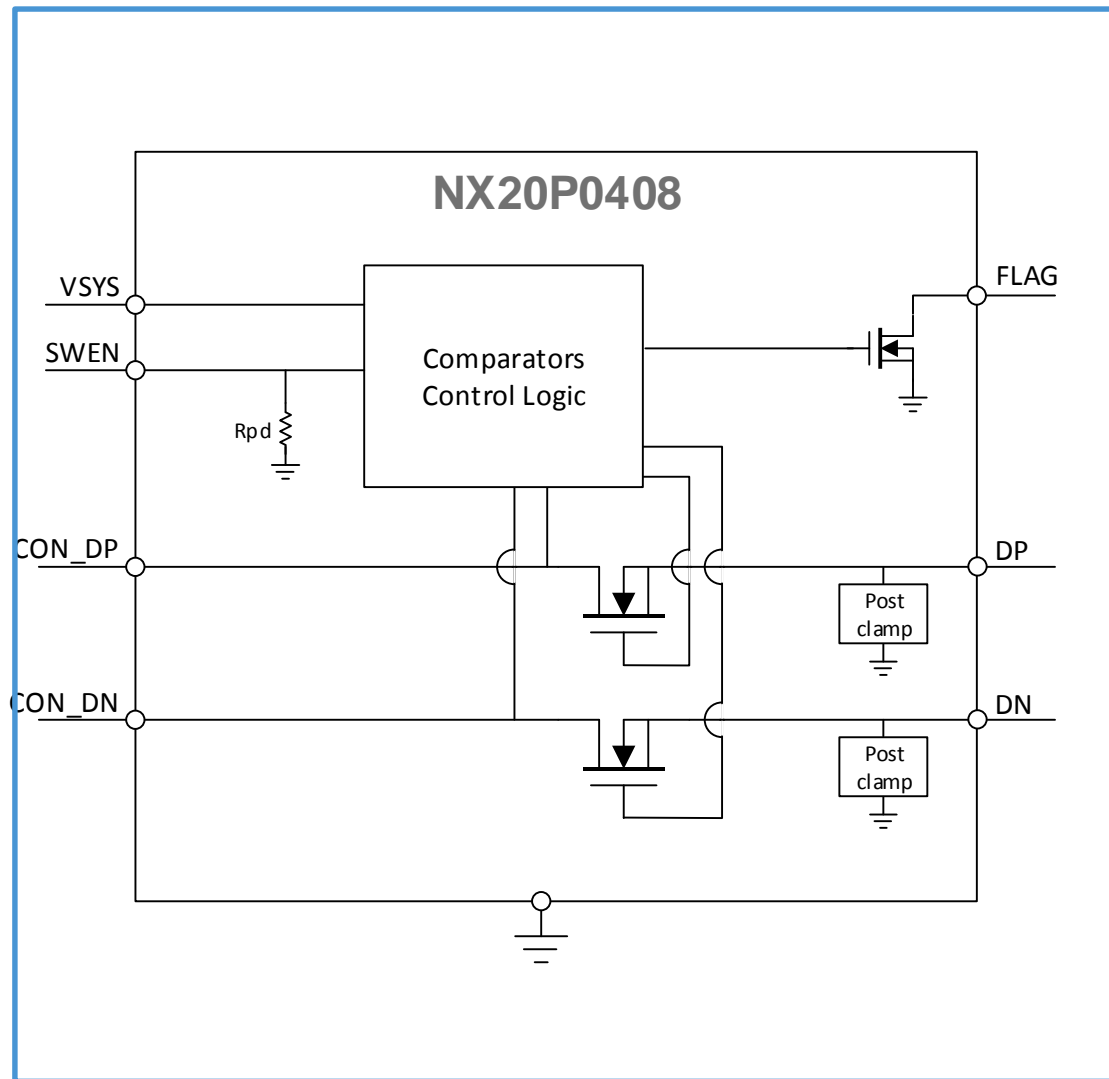 NX20P0408
VSYS
FLAG
SWEN
Comparators
Control Logic
Rpd
CON_DP
DP
Post
clamp
CON_DN
DN
Post
clamp